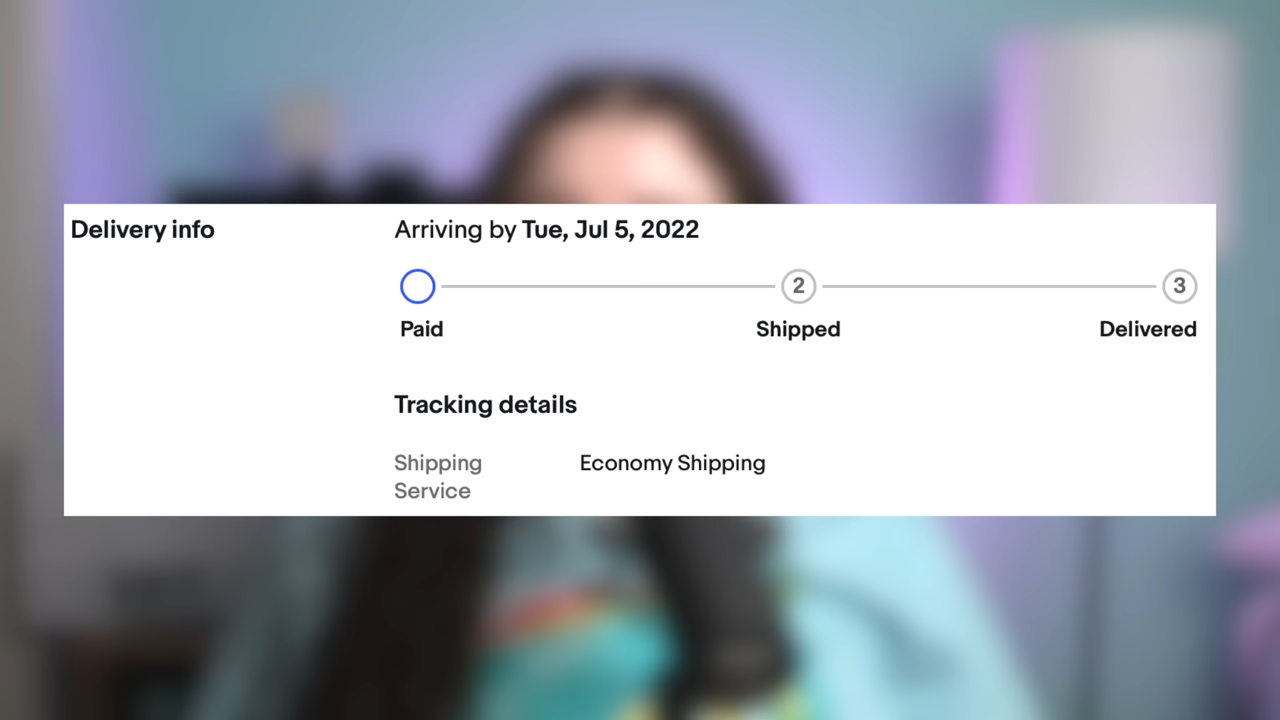 Delivery info
Arriving by Tue, Jul 5, 2022
2
3
Paid
Shipped
Delivered
Tracking details
Shipping
Service
Economy Shipping